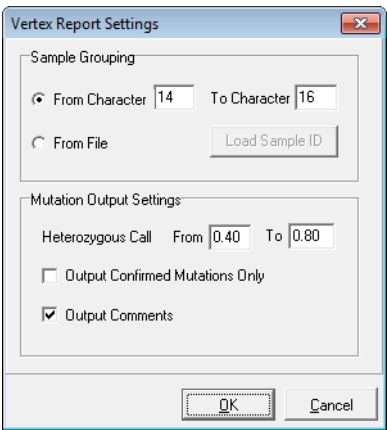 Vertex Report Settings
Sample Grouping
From Character 14 To Character 16
From File Load Sample ID
Mutation Output Settings
Heterozygous Call From 0.40 To 0.80
Output Confirmed Mutations Only
Output Comments
OK Cancel